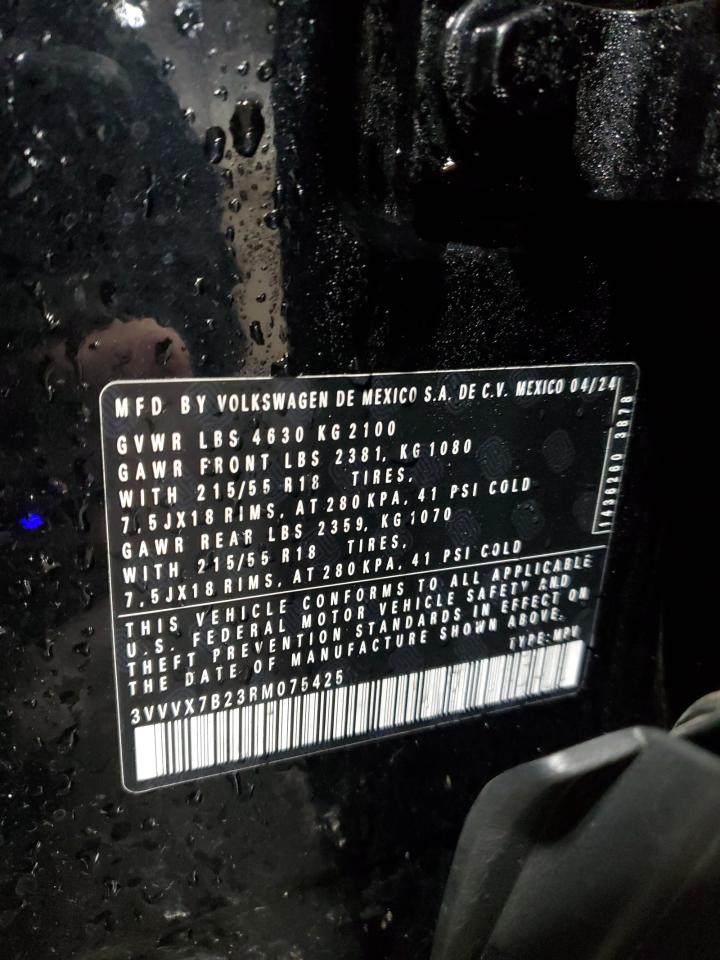 MFD. BY VOLKSWAGEN DE MEXICO S.A. DE C.V. MEXICO 04/24
GVWR LBS 4630 KG 2100
GAWR FRONT LBS 2381, KG 1080
WITH 215/55 R18 TIRES,
7,5JX18 RIMS, AT 280 KPA, 41 PSI COLD
GAWR REAR LBS 2359, KG 1070
WITH 215/55 R18 TIRES,
7,5JX18 RIMS, AT 280 KPA, 41 PSI COLD
1436260 3878
THIS VEHICLE CONFORMS TO ALL APPLICABLE
U.S. FEDERAL MOTOR VEHICLE SAFETY AND
THEFT PREVENTION STANDARDS IN EFFECT ON
THE DATE OF MANUFACTURE SHOWN ABOVE.
TYPE: MPV
3VVVX7B23RM075425